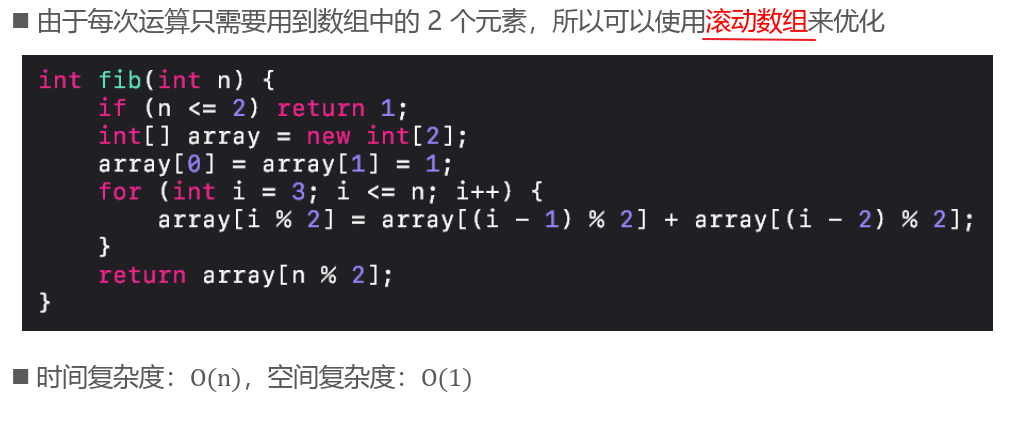 ■ 由于每次运算只需要用到数组中的 2 个元素，所以可以使用滚动数组来优化
int fib(int n) {
    if (n <= 2) return 1;
    int[] array = new int[2];
    array[0] = array[1] = 1;
    for (int i = 3; i <= n; i++) {
        array[i % 2] = array[(i - 1) % 2] + array[(i - 2) % 2];
    }
    return array[n % 2];
}
■ 时间复杂度：O(n)，空间复杂度：O(1)